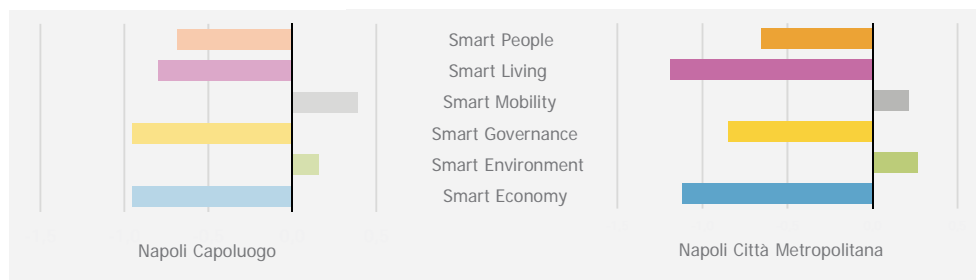 Smart People
Smart Living
Smart Mobility
Smart Governance
Smart Environment
Smart Economy
Napoli Capoluogo
Napoli Città Metropolitana